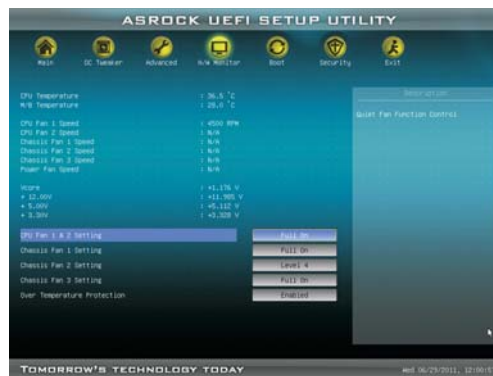 ASROCK UEFI SETUP UTILITY
Main OC Tweaker Advanced H/W Monitor Boot Security Exit
CPU Temperature : 36.5 °C
M/B Temperature : 28.0 °C
CPU Fan 1 Speed : 4500 RPM
CPU Fan 2 Speed : N/A
Chassis Fan 1 Speed : N/A
Chassis Fan 2 Speed : N/A
Chassis Fan 3 Speed : N/A
Power Fan Speed : N/A
Vcore : +1.176 V
+ 12.00V : +11.985 V
+ 5.00V : +5.112 V
+ 3.30V : +3.328 V
CPU Fan 1 & 2 Setting Full On
Chassis Fan 1 Setting Full On
Chassis Fan 2 Setting Level 4
Chassis Fan 3 Setting Full On
Over Temperature Protection Enabled
Description
Quiet Fan Function Control
TOMORROW'S TECHNOLOGY TODAY
Wed 06/29/2011,